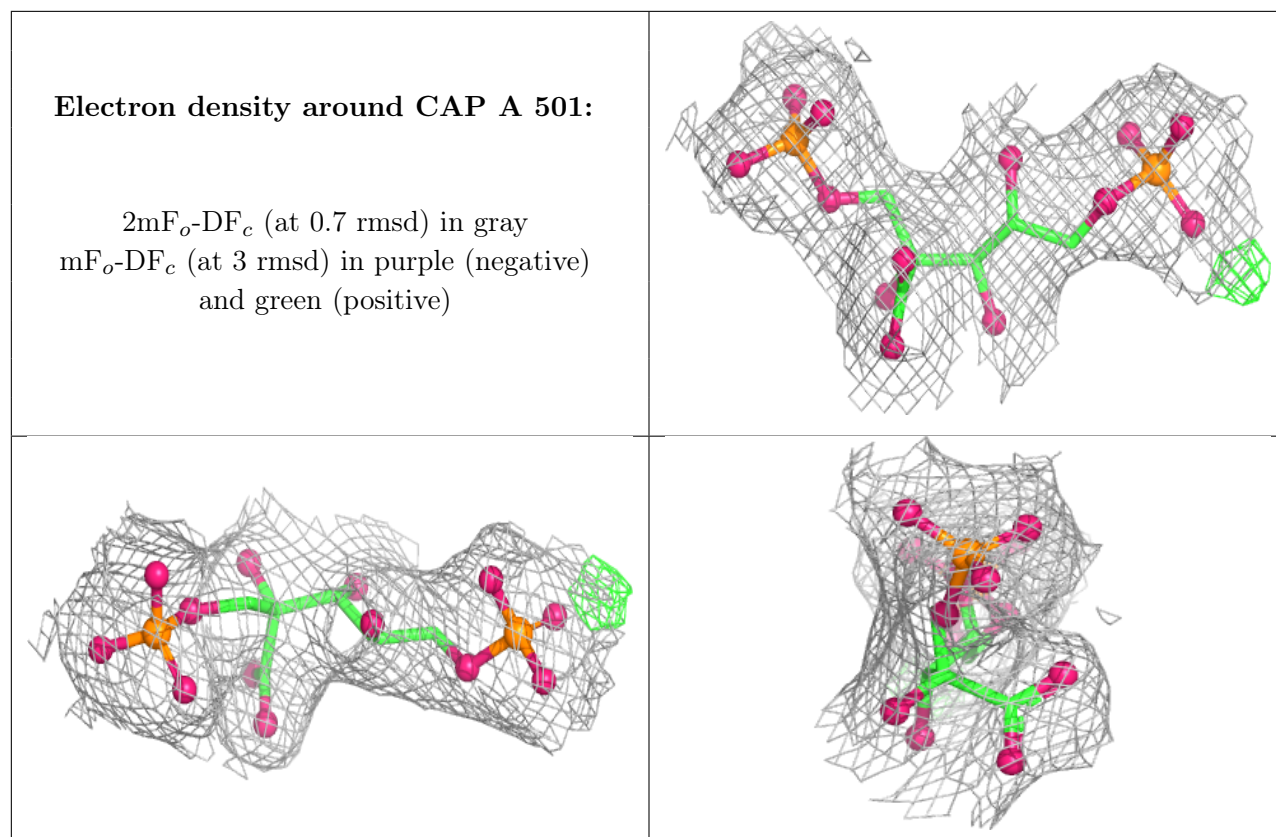 Electron density around CAP A 501:
2mFo-DFc (at 0.7 rmsd) in gray
mFo-DFc (at 3 rmsd) in purple (negative)
and green (positive)